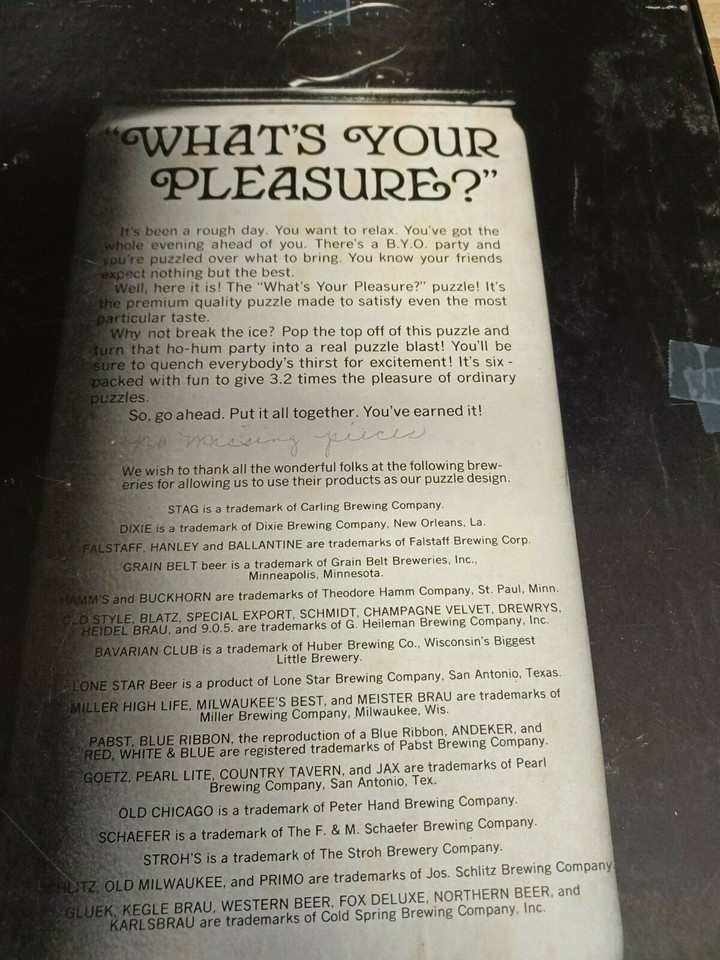 “WHAT'S YOUR
PLEASURE?”
It's been a rough day. You want to relax. You've got the
whole evening ahead of you. There's a B.Y.O. party and
you're puzzled over what to bring. You know your friends
expect nothing but the best.
Well, here it is! The “What's Your Pleasure?” puzzle! It's
the premium quality puzzle made to satisfy even the most
particular taste.
Why not break the ice? Pop the top off of this puzzle and
turn that ho-hum party into a real puzzle blast! You'll be
sure to quench everybody's thirst for excitement! It's six-
packed with fun to give 3.2 times the pleasure of ordinary
puzzles.
So, go ahead. Put it all together. You've earned it!
no missing pieces
We wish to thank all the wonderful folks at the following brew-
eries for allowing us to use their products as our puzzle design.
STAG is a trademark of Carling Brewing Company.
DIXIE is a trademark of Dixie Brewing Company, New Orleans, La.
FALSTAFF, HANLEY and BALLANTINE are trademarks of Falstaff Brewing Corp.
GRAIN BELT beer is a trademark of Grain Belt Breweries, Inc.,
Minneapolis, Minnesota.
HAMM'S and BUCKHORN are trademarks of Theodore Hamm Company, St. Paul, Minn.
OLD STYLE, BLATZ, SPECIAL EXPORT, SCHMIDT, CHAMPAGNE VELVET, DREWRYS,
HEIDEL BRAU, and 9.0.5. are trademarks of G. Heileman Brewing Company, Inc.
BAVARIAN CLUB is a trademark of Huber Brewing Co., Wisconsin's Biggest
Little Brewery.
LONE STAR Beer is a product of Lone Star Brewing Company, San Antonio, Texas.
MILLER HIGH LIFE, MILWAUKEE'S BEST, and MEISTER BRAU are trademarks of
Miller Brewing Company, Milwaukee, Wis.
PABST, BLUE RIBBON, the reproduction of a Blue Ribbon, ANDEKER, and
RED, WHITE & BLUE are registered trademarks of Pabst Brewing Company.
GOETZ, PEARL LITE, COUNTRY TAVERN, and JAX are trademarks of Pearl
Brewing Company, San Antonio, Tex.
OLD CHICAGO is a trademark of Peter Hand Brewing Company.
SCHAEFER is a trademark of The F. & M. Schaefer Brewing Company.
STROH'S is a trademark of The Stroh Brewery Company.
SCHLITZ, OLD MILWAUKEE, and PRIMO are trademarks of Jos. Schlitz Brewing Company.
GLUEK, KEGLE BRAU, WESTERN BEER, FOX DELUXE, NORTHERN BEER, and
KARLSBRAU are trademarks of Cold Spring Brewing Company, Inc.